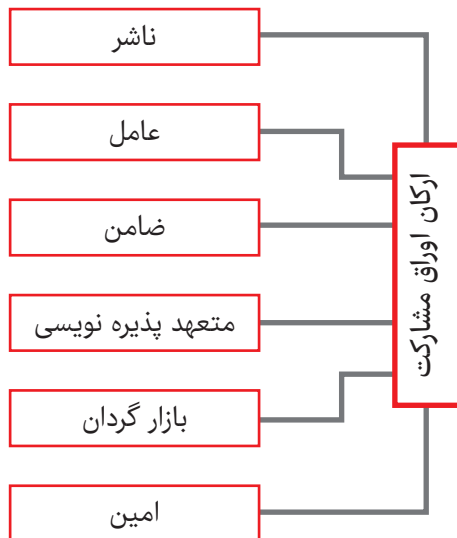 ارکان اوراق مشارکت
ناشر
عامل
ضامن
متعهد پذیره نویسی
بازار گردان
امین